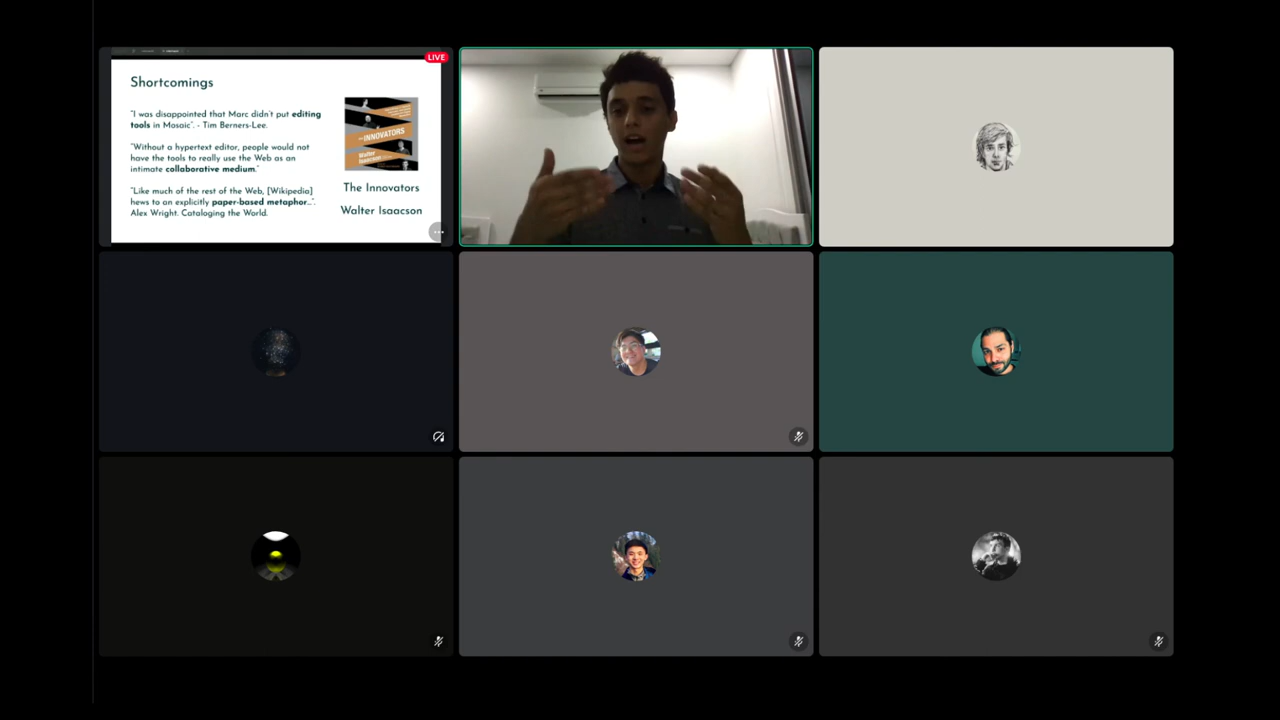 LIVE
Shortcomings
"I was disappointed that Marc didn't put editing
tools in Mosaic". - Tim Berners-Lee.
"Without a hypertext editor, people would not
have the tools to really use the Web as an
intimate collaborative medium."
"Like much of the rest of the Web, [Wikipedia]
hews to an explicitly paper-based metaphor..".
Alex Wright. Cataloging the World.
INNOVATORS
Walter
Isaacson
The Innovators
Walter Isaacson